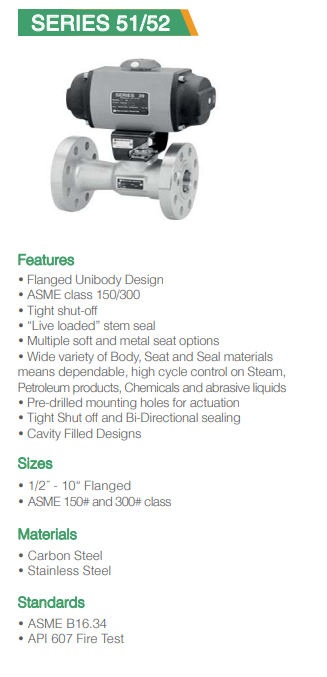 SERIES 51/52
SERIES 39
Features
• Flanged Unibody Design
• ASME class 150/300
• Tight shut-off
• “Live loaded” stem seal
• Multiple soft and metal seat options
• Wide variety of Body, Seat and Seal materials
means dependable, high cycle control on Steam,
Petroleum products, Chemicals and abrasive liquids
• Pre-drilled mounting holes for actuation
• Tight Shut off and Bi-Directional sealing
• Cavity Filled Designs
Sizes
• 1/2˝ - 10“ Flanged
• ASME 150# and 300# class
Materials
• Carbon Steel
• Stainless Steel
Standards
• ASME B16.34
• API 607 Fire Test